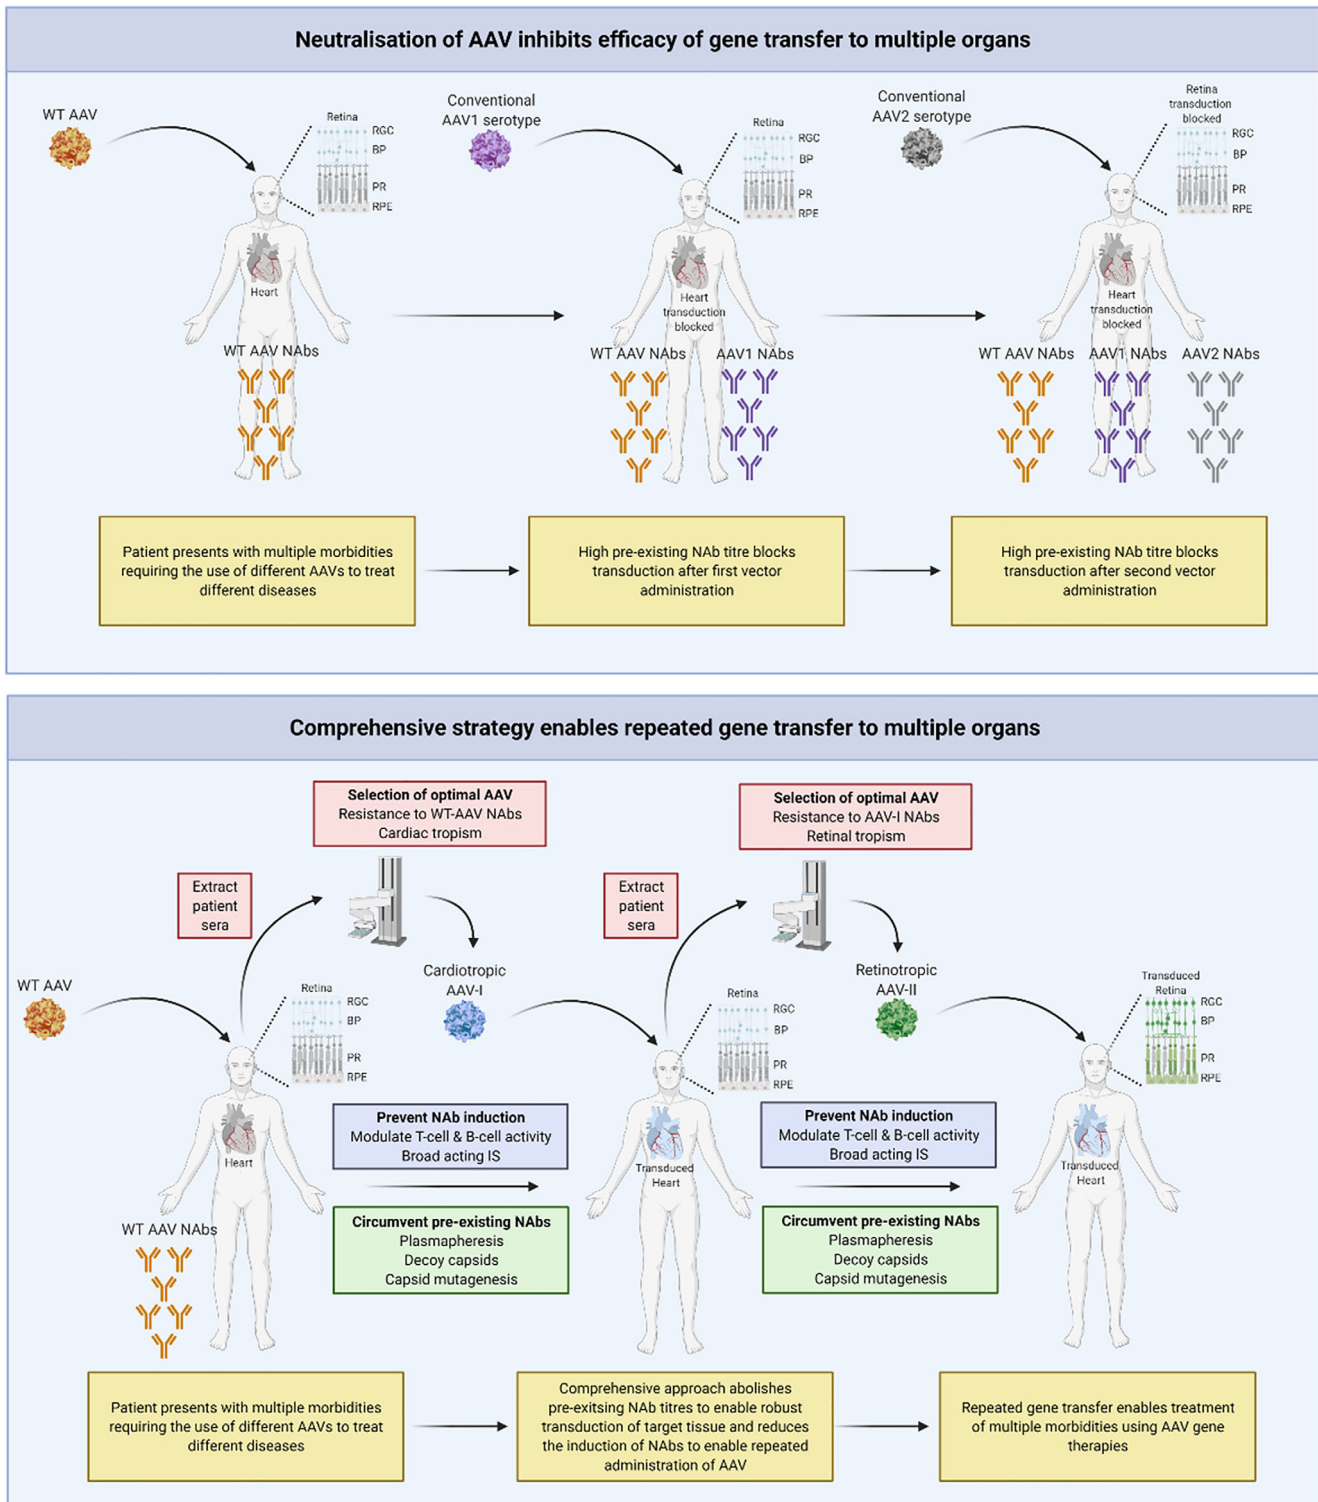 Neutralisation of AAV inhibits efficacy of gene transfer to multiple organs
WT AAV
Retina
RGC
BP
PR
RPE
Heart
WT AAV NAbs
Conventional
AAV1 serotype
Retina
RGC
BP
PR
RPE
Heart
transduction
blocked
WT AAV NAbs
AAV1 NAbs
Conventional
AAV2 serotype
Retina
transduction
blocked
RGC
BP
PR
RPE
Heart
transduction
blocked
WT AAV NAbs
AAV1 NAbs
AAV2 NAbs
Patient presents with multiple morbidities
requiring the use of different AAVs to treat
different diseases
High pre-existing NAb titre blocks
transduction after first vector
administration
High pre-existing NAb titre blocks
transduction after second vector
administration
Comprehensive strategy enables repeated gene transfer to multiple organs
Selection of optimal AAV
Resistance to WT-AAV NAbs
Cardiac tropism
Extract
patient
sera
WT AAV
Retina
RGC
BP
PR
RPE
Heart
WT AAV NAbs
Cardiotropic
AAV-I
Prevent NAb induction
Modulate T-cell & B-cell activity
Broad acting IS
Circumvent pre-existing NAbs
Plasmapheresis
Decoy capsids
Capsid mutagenesis
Selection of optimal AAV
Resistance to AAV-I NAbs
Retinal tropism
Extract
patient
sera
Retina
RGC
BP
PR
RPE
Transduced
Heart
Retinotropic
AAV-II
Prevent NAb induction
Modulate T-cell & B-cell activity
Broad acting IS
Circumvent pre-existing NAbs
Plasmapheresis
Decoy capsids
Capsid mutagenesis
Transduced
Retina
RGC
BP
PR
RPE
Transduced
Heart
Patient presents with multiple morbidities
requiring the use of different AAVs to treat
different diseases
Comprehensive approach abolishes
pre-exitsing NAb titres to enable robust
transduction of target tissue and reduces
the induction of NAbs to enable repeated
administration of AAV
Repeated gene transfer enables treatment
of multiple morbidities using AAV gene
therapies